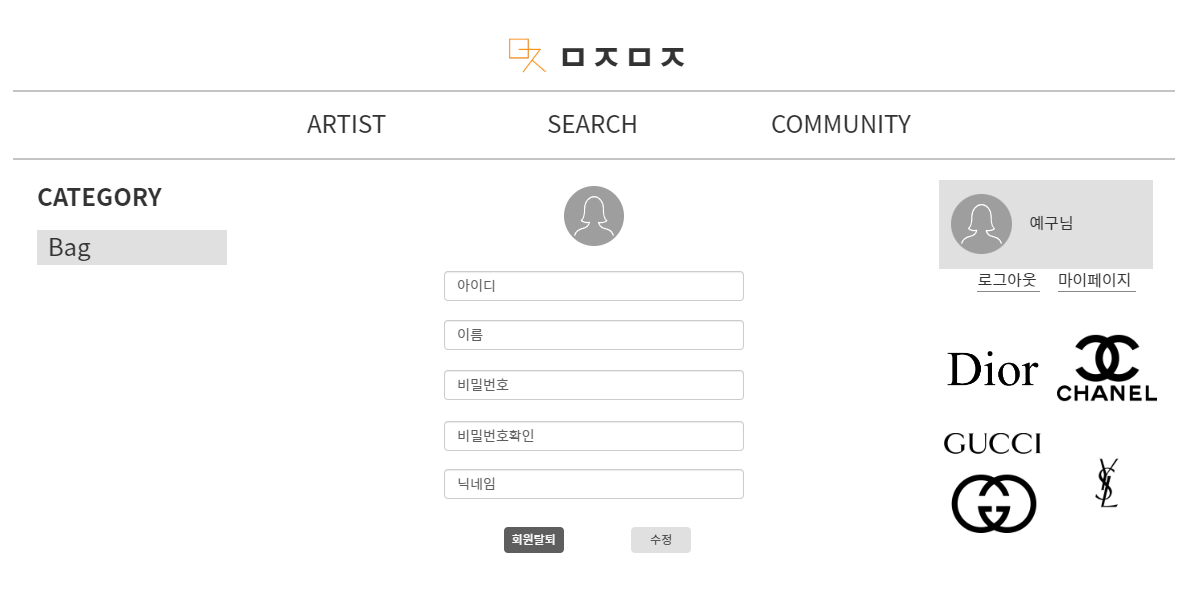 ㅁㅈㅁㅈ
ARTIST SEARCH COMMUNITY
CATEGORY
Bag
아이디
이름
비밀번호
비밀번호확인
닉네임
회원탈퇴 수정
예구님
로그아웃 마이페이지
Dior
CHANEL
GUCCI
YSL